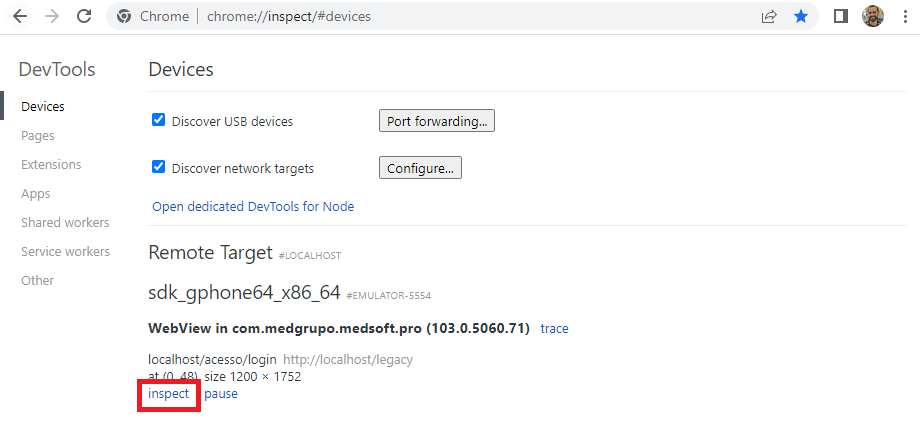 Chrome | chrome://inspect/#devices
DevTools
Devices
Pages
Extensions
Apps
Shared workers
Service workers
Other
Devices
Discover USB devices
Port forwarding...
Discover network targets
Configure...
Open dedicated DevTools for Node
Remote Target #LOCALHOST
sdk_gphone64_x86_64 #EMULATOR-5554
WebView in com.medgrupo.medsoft.pro (103.0.5060.71) trace
localhost/acesso/login http://localhost/legacy
at (0, 48), size 1200 × 1752
inspect pause